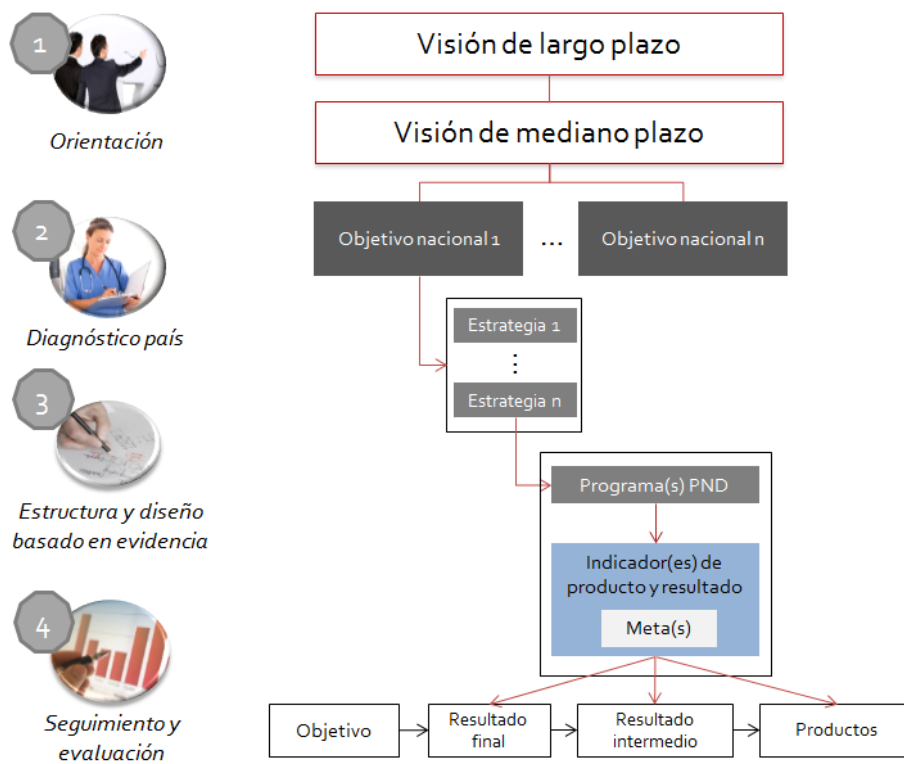 1
Orientación
Visión de largo plazo
Visión de mediano plazo
2
Diagnóstico país
Objetivo nacional 1
...
Objetivo nacional n
Estrategia 1
⋮
Estrategia n
3
Estructura y diseño
basado en evidencia
Programa(s) PND
Indicador(es) de
producto y resultado
Meta(s)
4
Seguimiento y
evaluación
Objetivo
Resultado
final
Resultado
intermedio
Productos